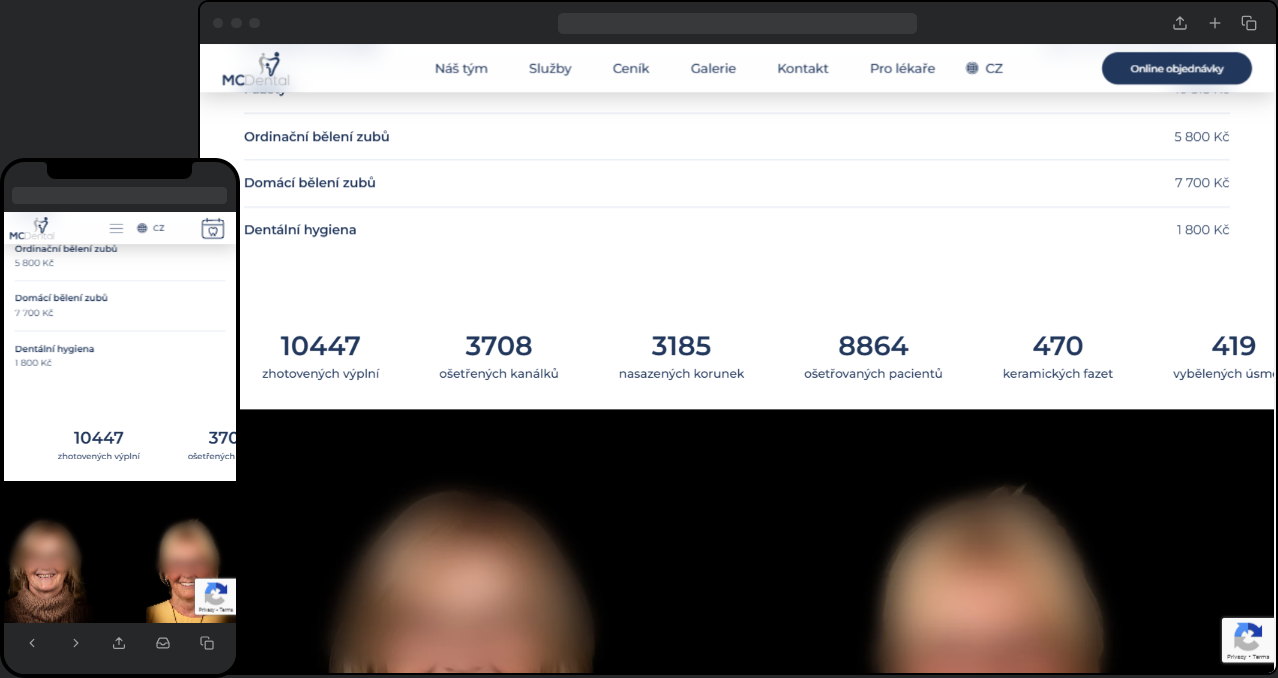 MCDental
Náš tým
Služby
Ceník
Galerie
Kontakt
Pro lékaře
CZ
Online objednávky
Ordinační bělení zubů
5 800 Kč
Domácí bělení zubů
7 700 Kč
Dentální hygiena
1 800 Kč
10447
zhotovených výplní
3708
ošetřených kanálků
3185
nasazených korunek
8864
ošetřovaných pacientů
470
keramických fazet
419
vybělených úsm
Privacy - Terms
MCDental
CZ
Ordinační bělení zubů
5 800 Kč
Domácí bělení zubů
7 700 Kč
Dentální hygiena
1 800 Kč
10447
zhotovených výplní
370
ošetřených
Privacy - Terms